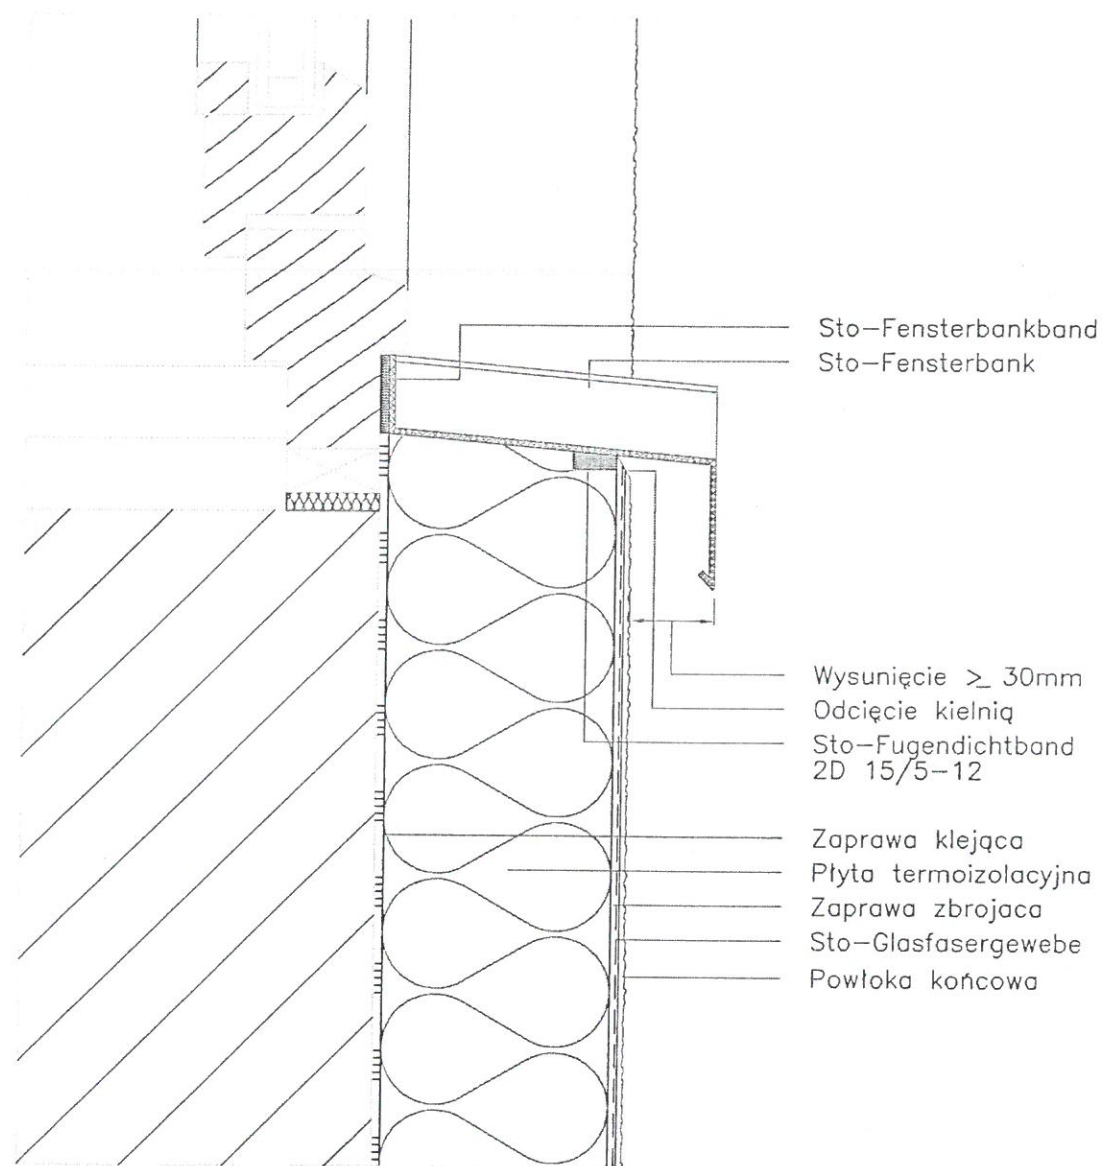 Sto-Fensterbankband
Sto-Fensterbank
Wysunięcie >_ 30mm
Odcięcie kielnią
Sto-Fugendichtband
2D 15/5-12
Zaprawa klejąca
Płyta termoizolacyjna
Zaprawa zbrojaca
Sto-Glasfasergewebe
Powłoka końcowa